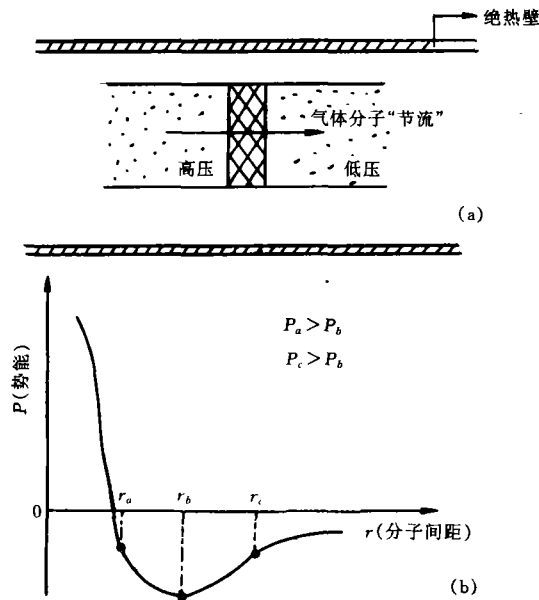 绝热壁
气体分子“节流”
高压
低压
(a)
P(势能)
P_a > P_b
P_c > P_b
0
r_a
r_b
r_c
r(分子间距)
(b)